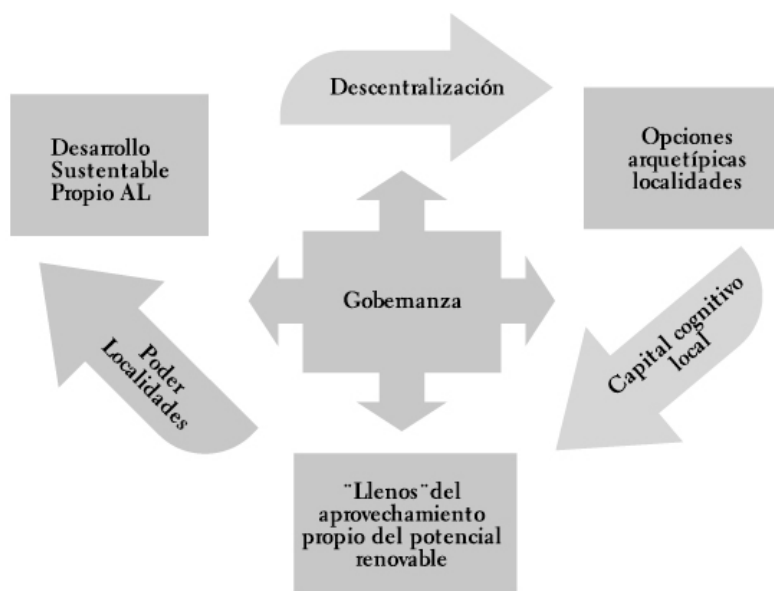 Descentralización
Desarrollo
Sustentable
Propio AL
Opciones
arquetípicas
localidades
Gobernanza
Capital cognitivo
local
Poder
Localidades
¨Llenos¨ del
aprovechamiento
propio del potencial
renovable